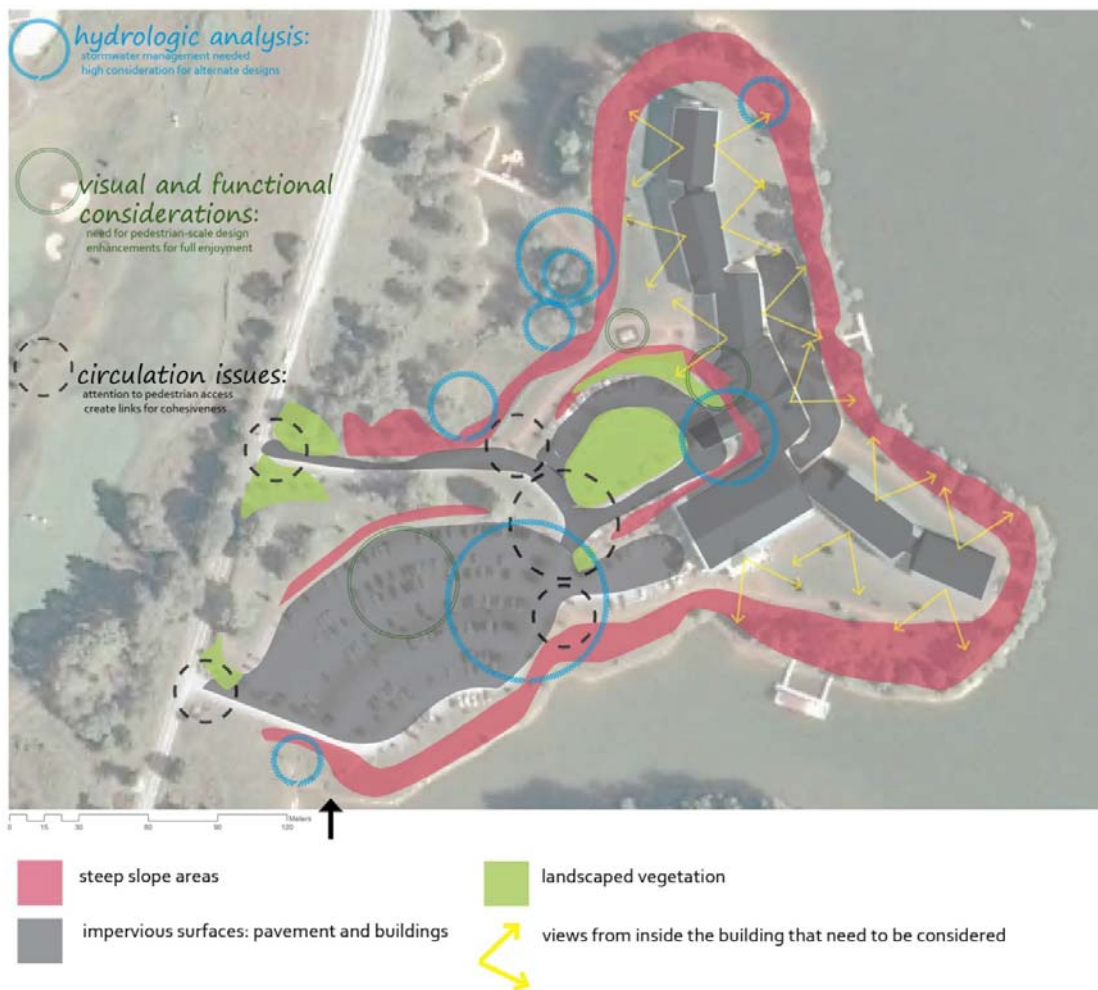 hydrologic analysis:
stormwater management needed
high consideration for alternate designs
visual and functional
considerations:
need for pedestrian-scale design
enhancements for full enjoyment
circulation issues:
attention to pedestrian access
create links for cohesiveness
Meters
0 15 30 60 90 120
steep slope areas
landscaped vegetation
impervious surfaces: pavement and buildings
views from inside the building that need to be considered